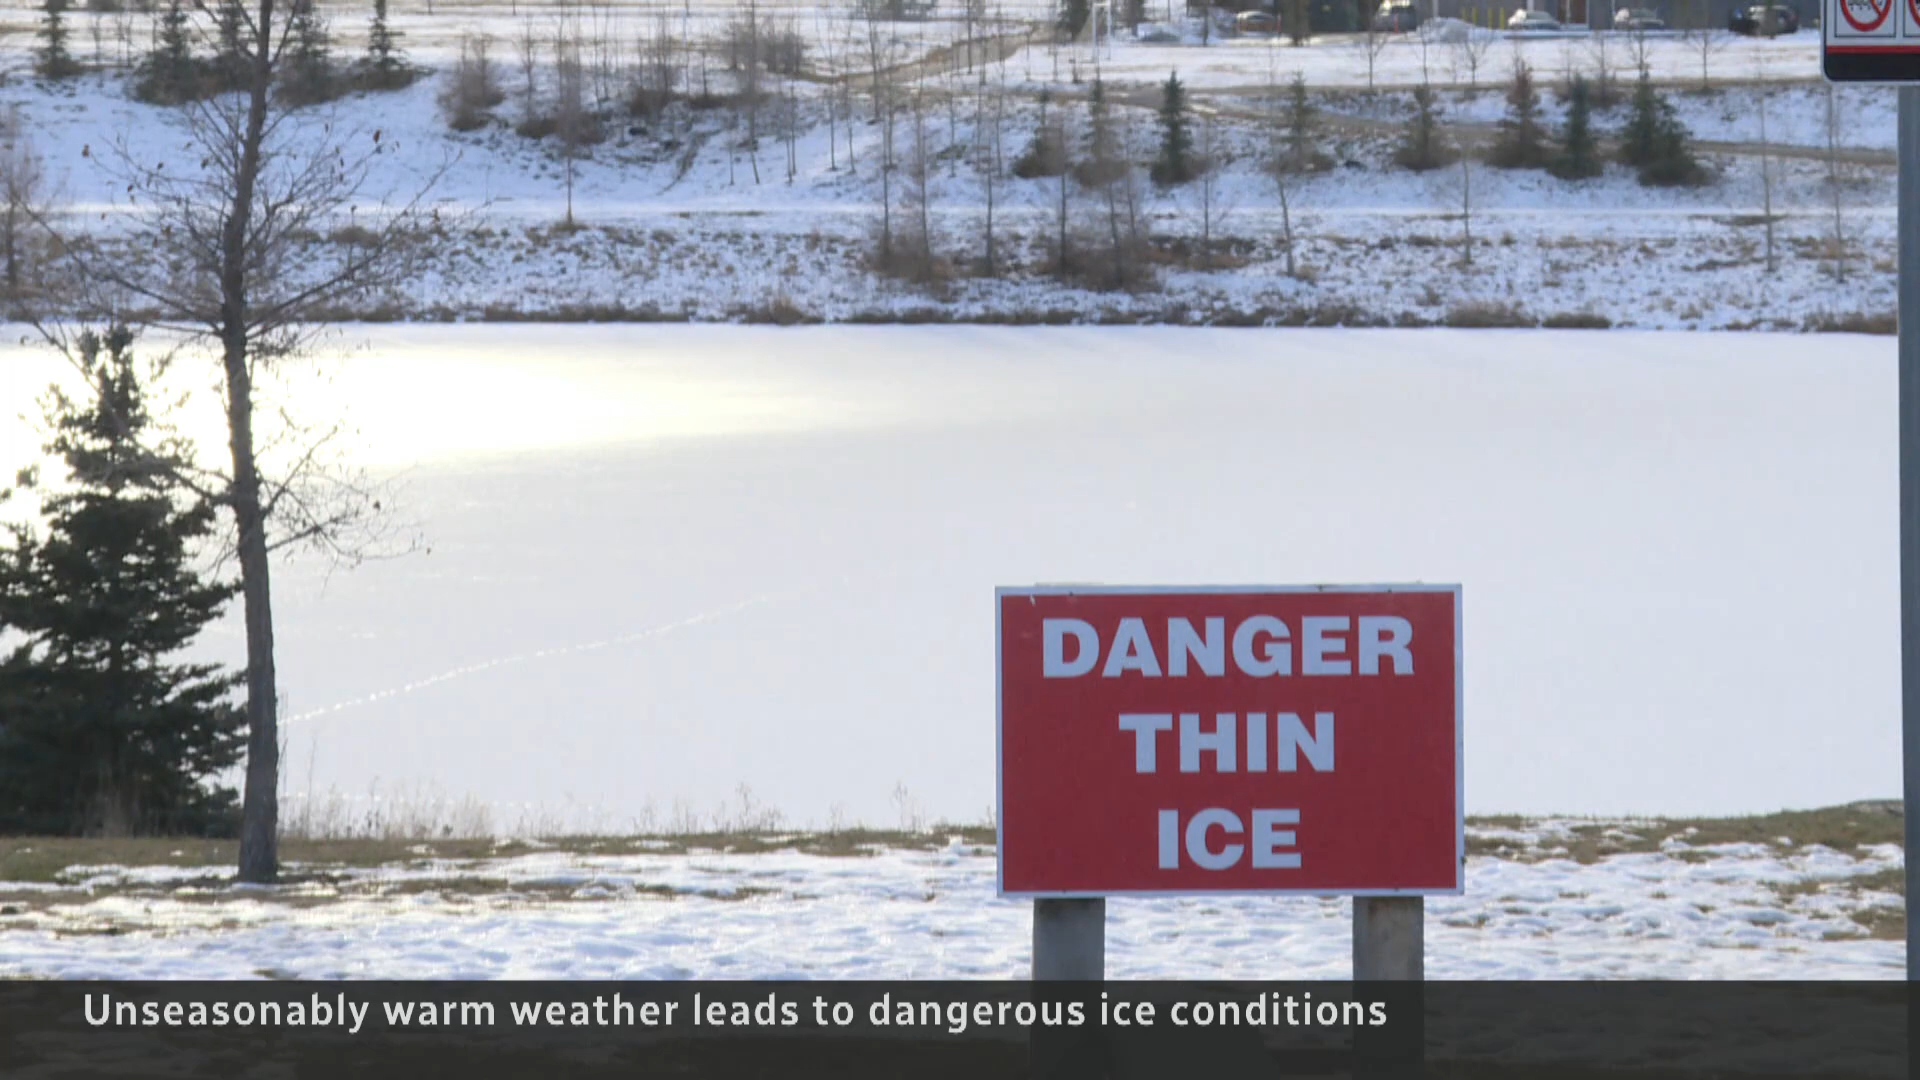 DANGER
THIN
ICE
Unseasonably warm weather leads to dangerous ice conditions